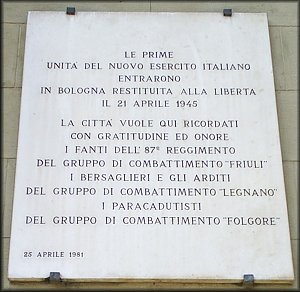 LE PRIME
UNITÀ DEL NUOVO ESERCITO ITALIANO
ENTRARONO
IN BOLOGNA RESTITUITA ALLA LIBERTÀ
IL 21 APRILE 1945
LA CITTÀ VUOLE QUI RICORDATI
CON GRATITUDINE ED ONORE
I FANTI DELL' 87° REGGIMENTO
DEL GRUPPO DI COMBATTIMENTO "FRIULI"
I BERSAGLIERI E GLI ARDITI
DEL GRUPPO DI COMBATTIMENTO "LEGNANO"
I PARACADUTISTI
DEL GRUPPO DI COMBATTIMENTO "FOLGORE"
25 APRILE 1981